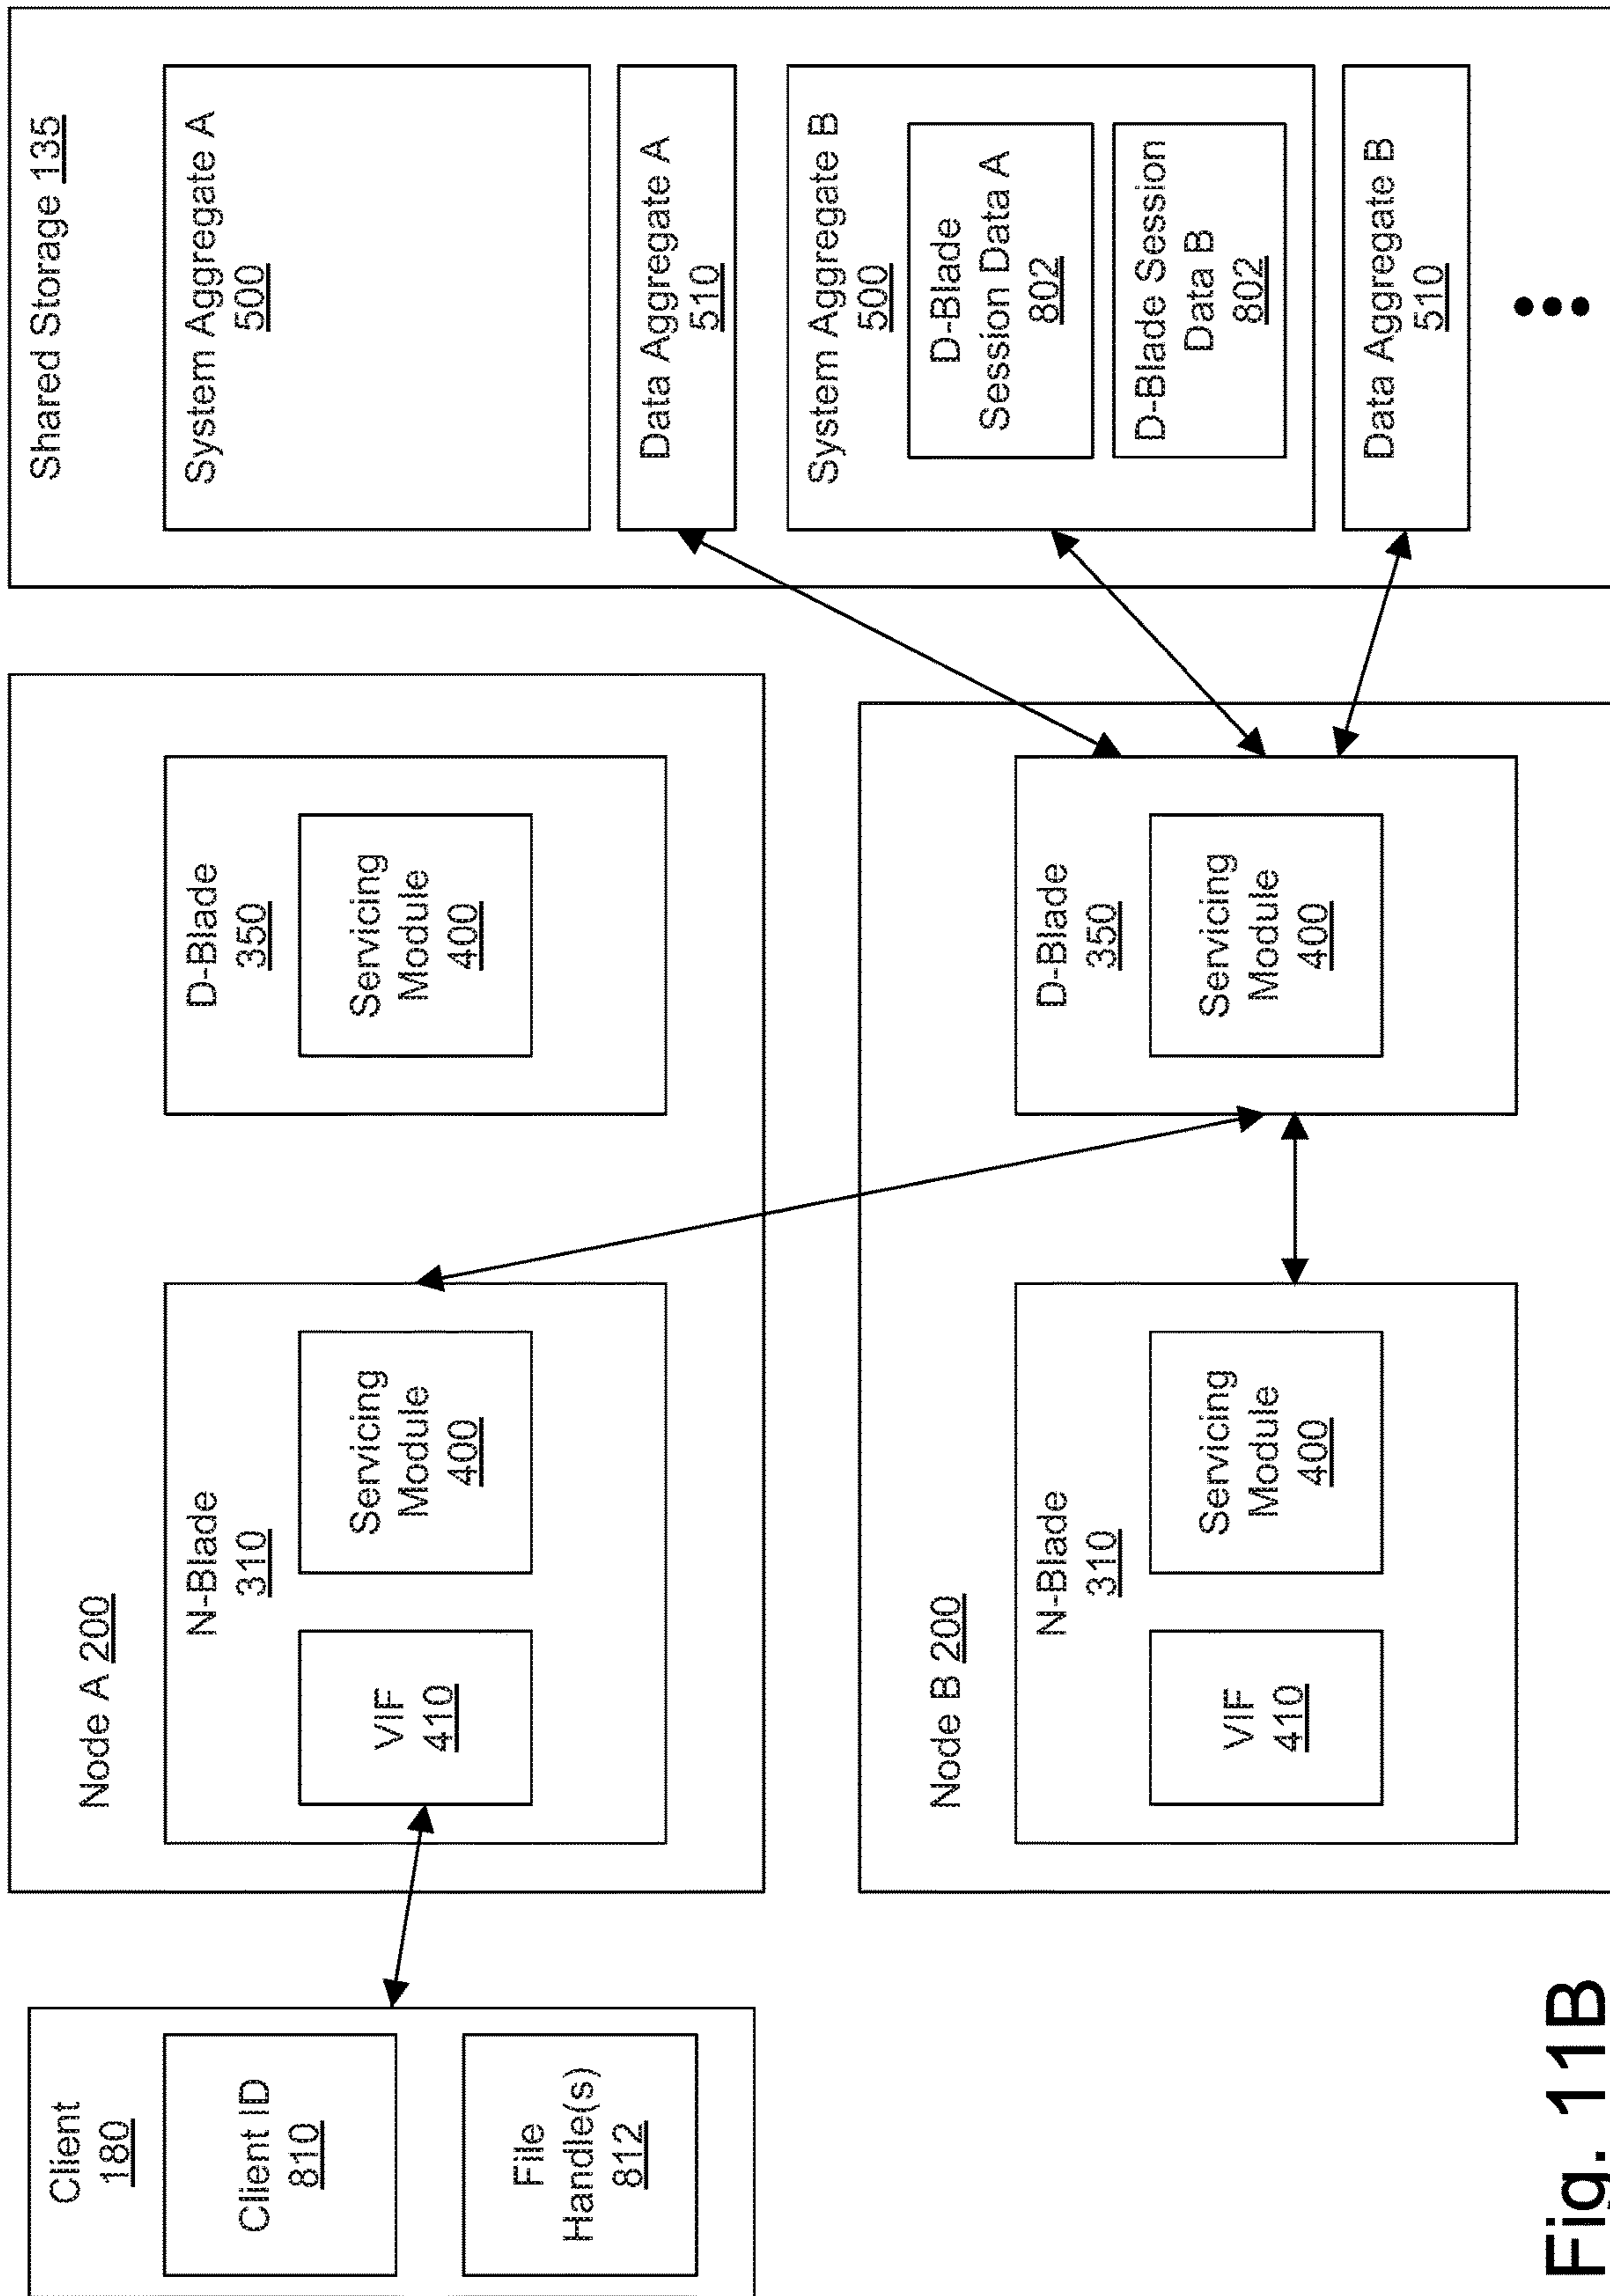 Client
180
Client ID
810
File
Handle(s)
812
Node A 200
N-Blade
310
VIF
410
Servicing
Module
400
D-Blade
350
Servicing
Module
400
Node B 200
N-Blade
310
VIF
410
Servicing
Module
400
D-Blade
350
Servicing
Module
400
Shared Storage 135
System Aggregate A
500
Data Aggregate A
510
System Aggregate B
500
D-Blade
Session Data A
802
D-Blade Session
Data B
802
Data Aggregate B
510
Fig. 11B